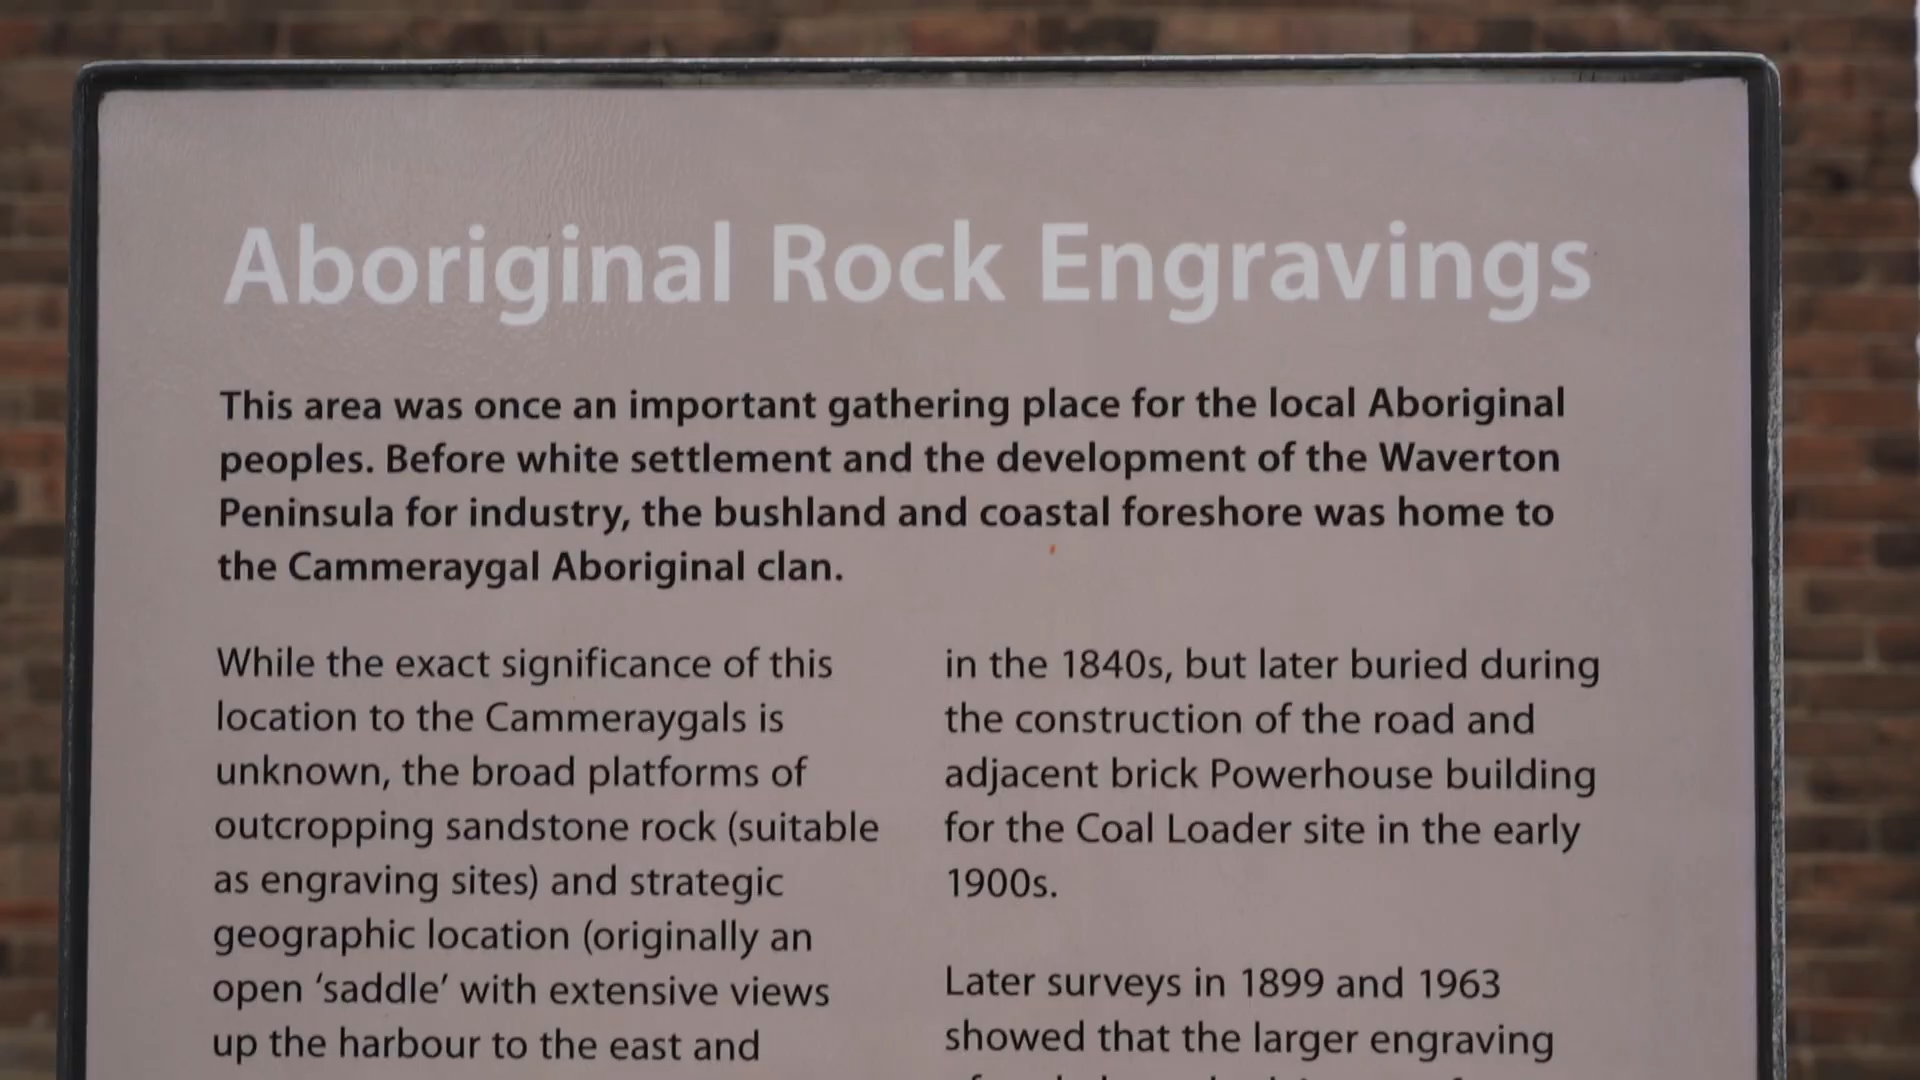 Aboriginal Rock Engravings
This area was once an important gathering place for the local Aboriginal
peoples. Before white settlement and the development of the Waverton
Peninsula for industry, the bushland and coastal foreshore was home to
the Cammeraygal Aboriginal clan.
While the exact significance of this
location to the Cammeraygals is
unknown, the broad platforms of
outcropping sandstone rock (suitable
as engraving sites) and strategic
geographic location (originally an
open ‘saddle’ with extensive views
up the harbour to the east and
in the 1840s, but later buried during
the construction of the road and
adjacent brick Powerhouse building
for the Coal Loader site in the early
1900s.
Later surveys in 1899 and 1963
showed that the larger engraving